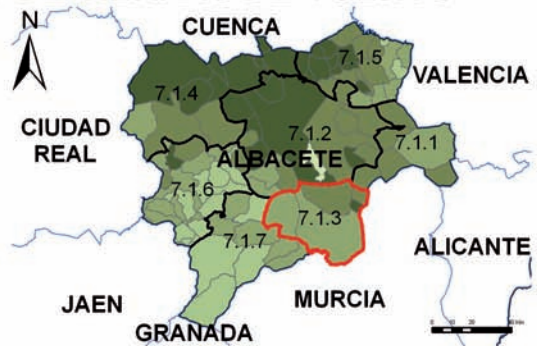 N
CUENCA
7.1.5
VALENCIA
7.1.4
CIUDAD
REAL
7.1.2
7.1.1
ALBACETE
7.1.6
7.1.3
7.1.7
ALICANTE
JAEN
MURCIA
GRANADA